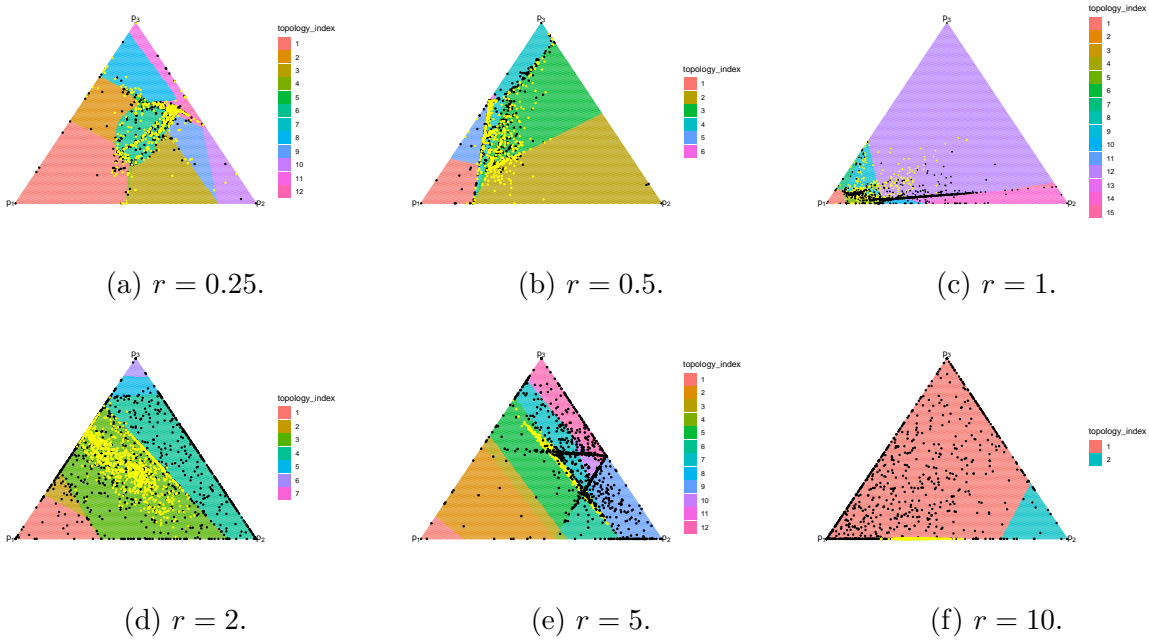 p3
topology_index
1
2
3
4
5
6
7
8
9
10
11
12
p1
p2
(a) r = 0.25.
p3
topology_index
1
2
3
4
5
6
p1
p2
(b) r = 0.5.
p3
topology_index
1
2
3
4
5
6
7
8
9
10
11
12
13
14
15
p1
p2
(c) r = 1.
p3
topology_index
1
2
3
4
5
6
7
p1
p2
(d) r = 2.
p3
topology_index
1
2
3
4
5
6
7
8
9
10
11
12
p1
p2
(e) r = 5.
p3
topology_index
1
2
p1
p2
(f) r = 10.